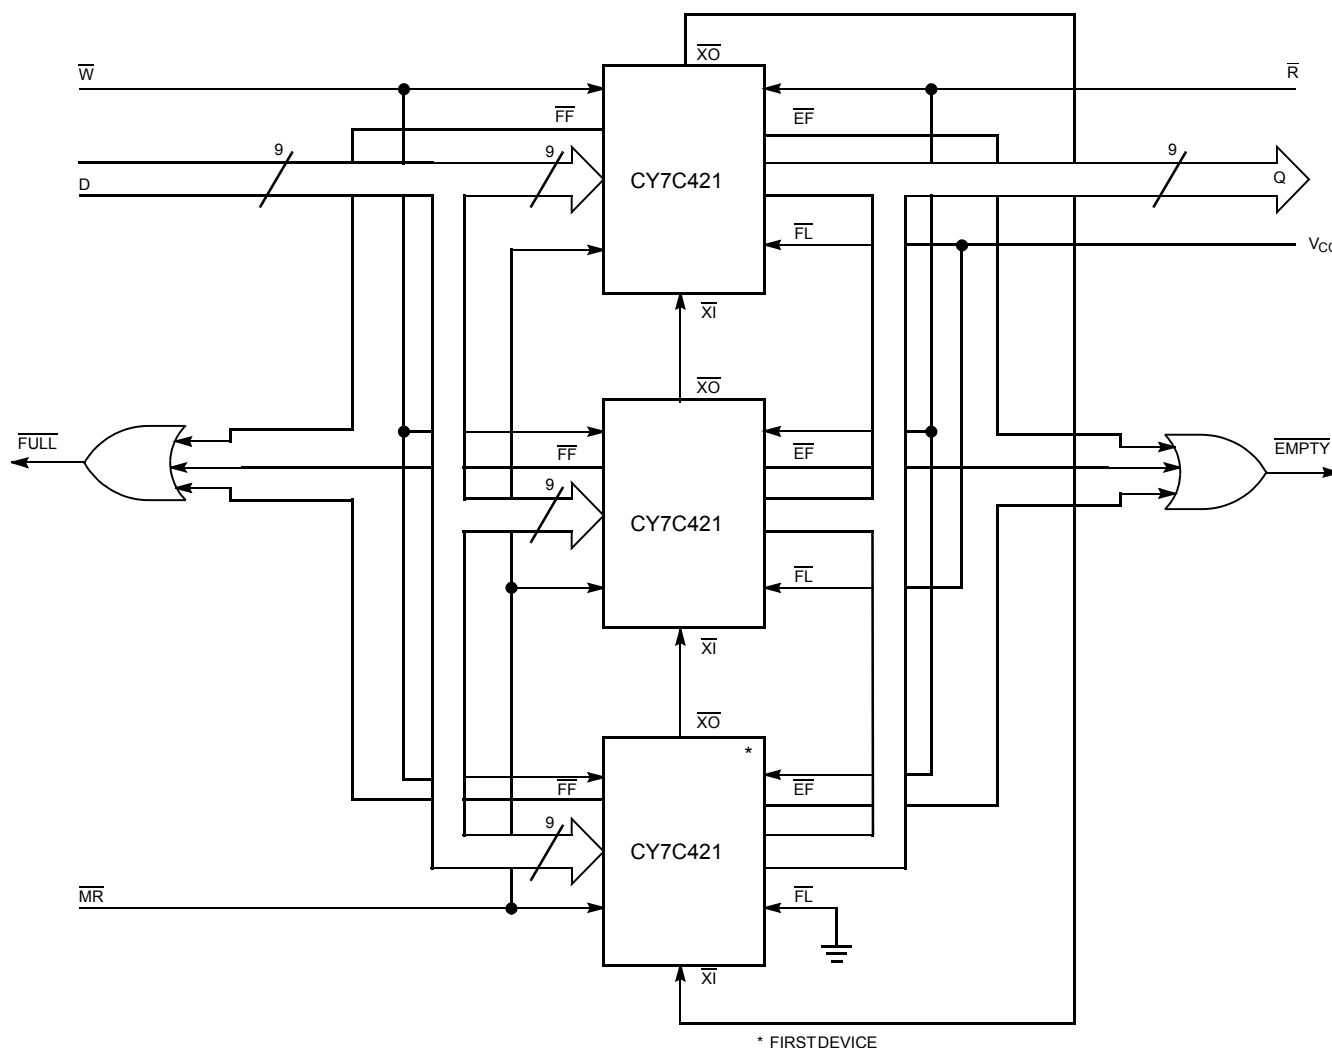 XO
W
R
FF
EF
9
9
9
D
CY7C421
Q
FL
VCC
XI
XO
FULL
FF
EF
EMPTY
9
CY7C421
FL
XI
XO
*
FF
EF
9
CY7C421
MR
FL
XI
* FIRST DEVICE